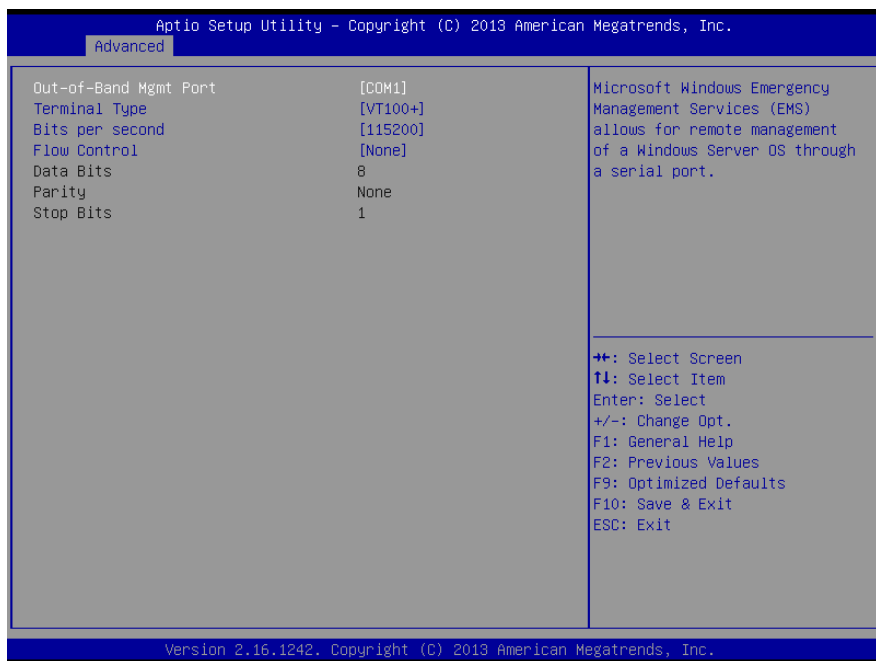 Aptio Setup Utility – Copyright (C) 2013 American Megatrends, Inc.
Advanced
Out-of-Band Mgmt Port [COM1]
Terminal Type [VT100+]
Bits per second [115200]
Flow Control [None]
Data Bits 8
Parity None
Stop Bits 1
Microsoft Windows Emergency
Management Services (EMS)
allows for remote management
of a Windows Server OS through
a serial port.
→←: Select Screen
↑↓: Select Item
Enter: Select
+/-: Change Opt.
F1: General Help
F2: Previous Values
F9: Optimized Defaults
F10: Save & Exit
ESC: Exit
Version 2.16.1242. Copyright (C) 2013 American Megatrends, Inc.